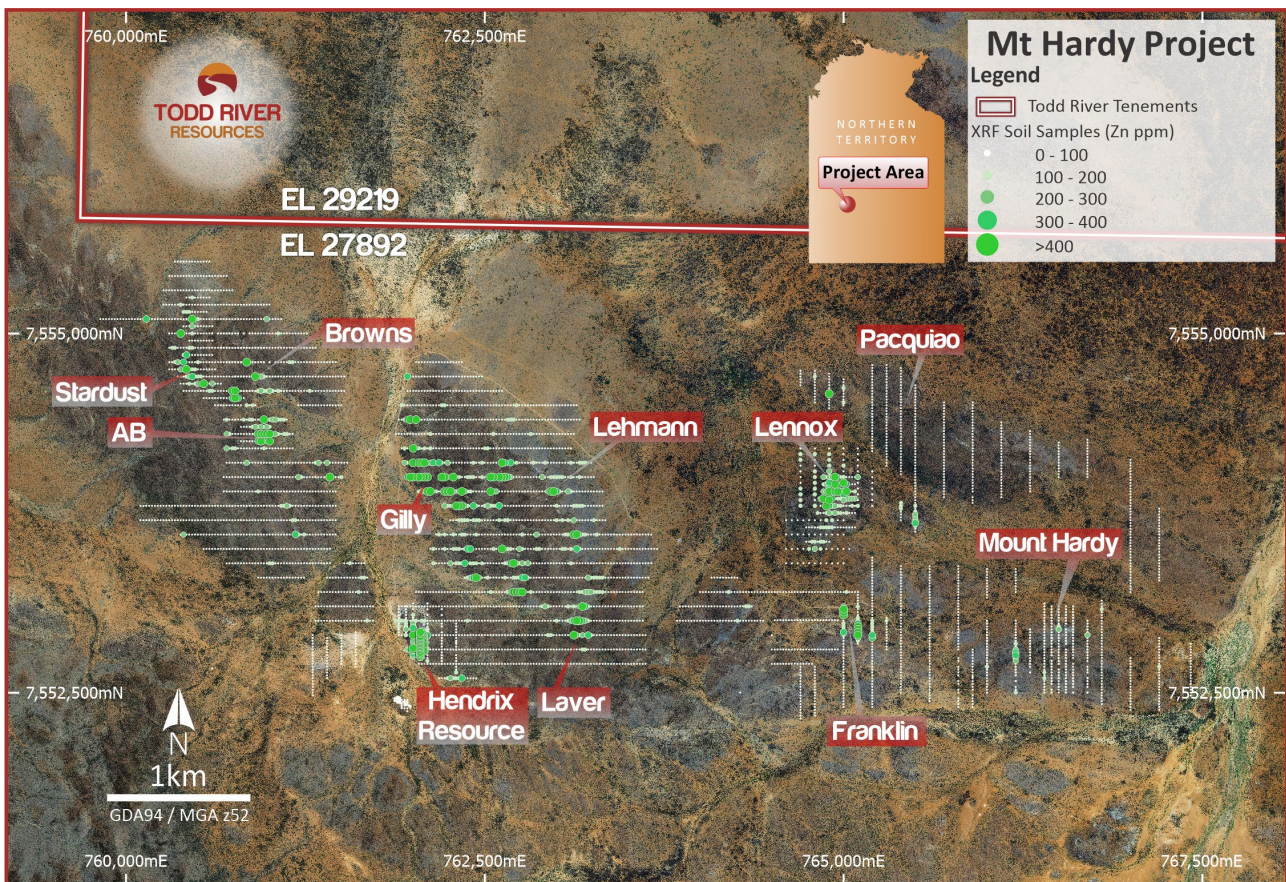 760,000mE
762,500mE
Mt Hardy Project
Legend
Todd River Tenements
XRF Soil Samples (Zn ppm)
0 - 100
100 - 200
200 - 300
300 - 400
>400
TODD RIVER
RESOURCES
NORTHERN
TERRITORY
Project Area
EL 29219
EL 27892
7,555,000mN
7,555,000mN
Browns
Pacquiao
Stardust
AB
Lehmann
Lennox
Gilly
Mount Hardy
7,552,500mN
7,552,500mN
Hendrix
Resource
Laver
Franklin
N
1km
GDA94 / MGA z52
760,000mE
762,500mE
765,000mE
767,500mE